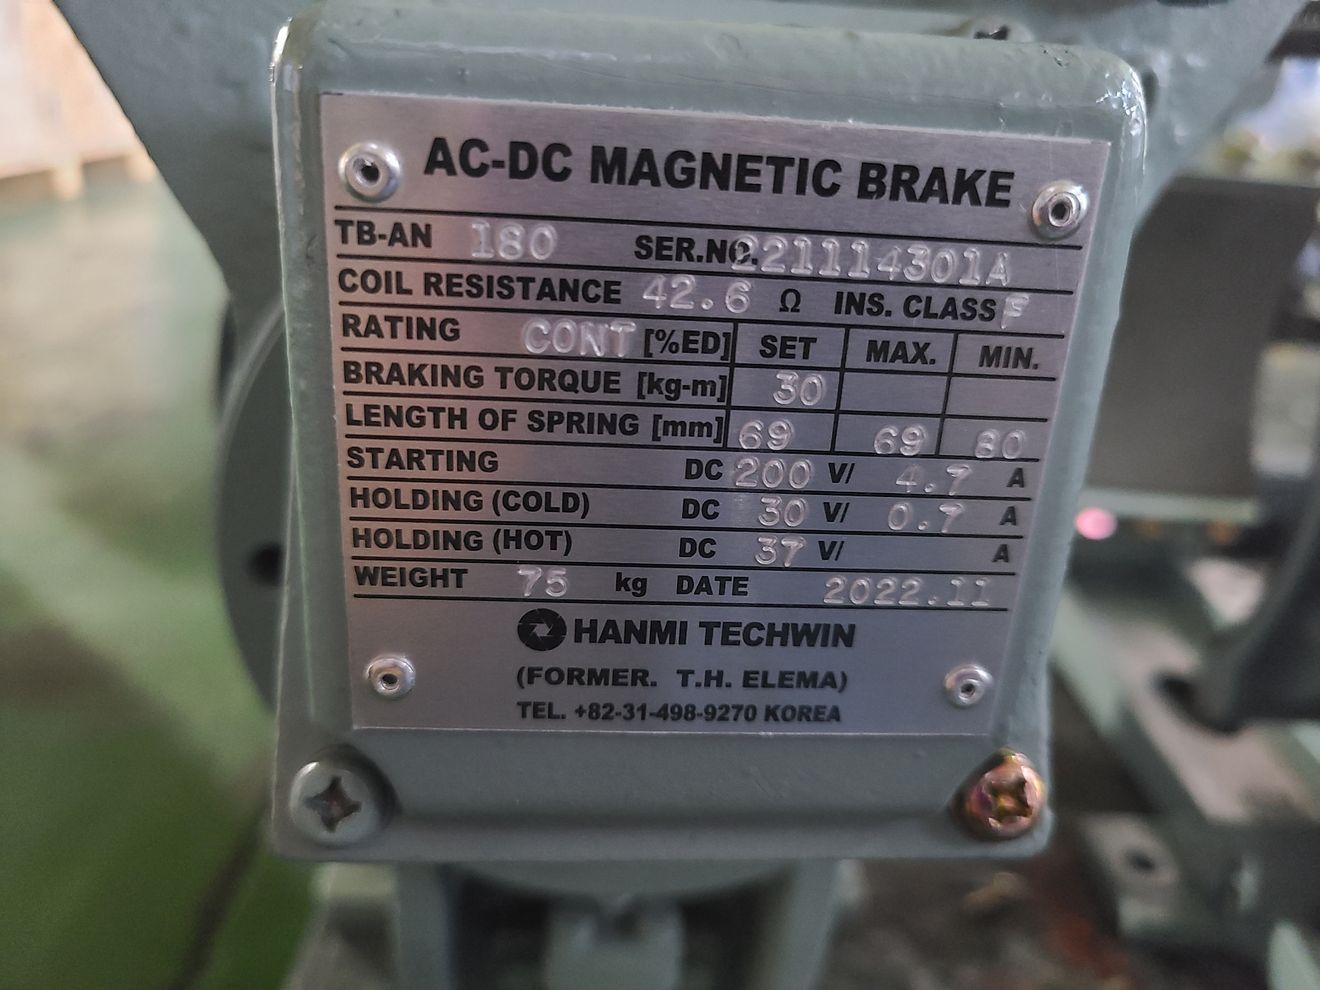 AC-DC MAGNETIC BRAKE
TB-AN 180 SER.NO. 221114301A
COIL RESISTANCE 42.6 Ω INS. CLASS F
RATING CONT [%ED] SET MAX. MIN.
BRAKING TORQUE [kg-m] 30
LENGTH OF SPRING [mm] 69 69 80
STARTING DC 200 V/ 4.7 A
HOLDING (COLD) DC 30 V/ 0.7 A
HOLDING (HOT) DC 37 V/ A
WEIGHT 75 kg DATE 2022.11
HANMI TECHWIN
(FORMER. T.H. ELEMA)
TEL. +82-31-498-9270 KOREA